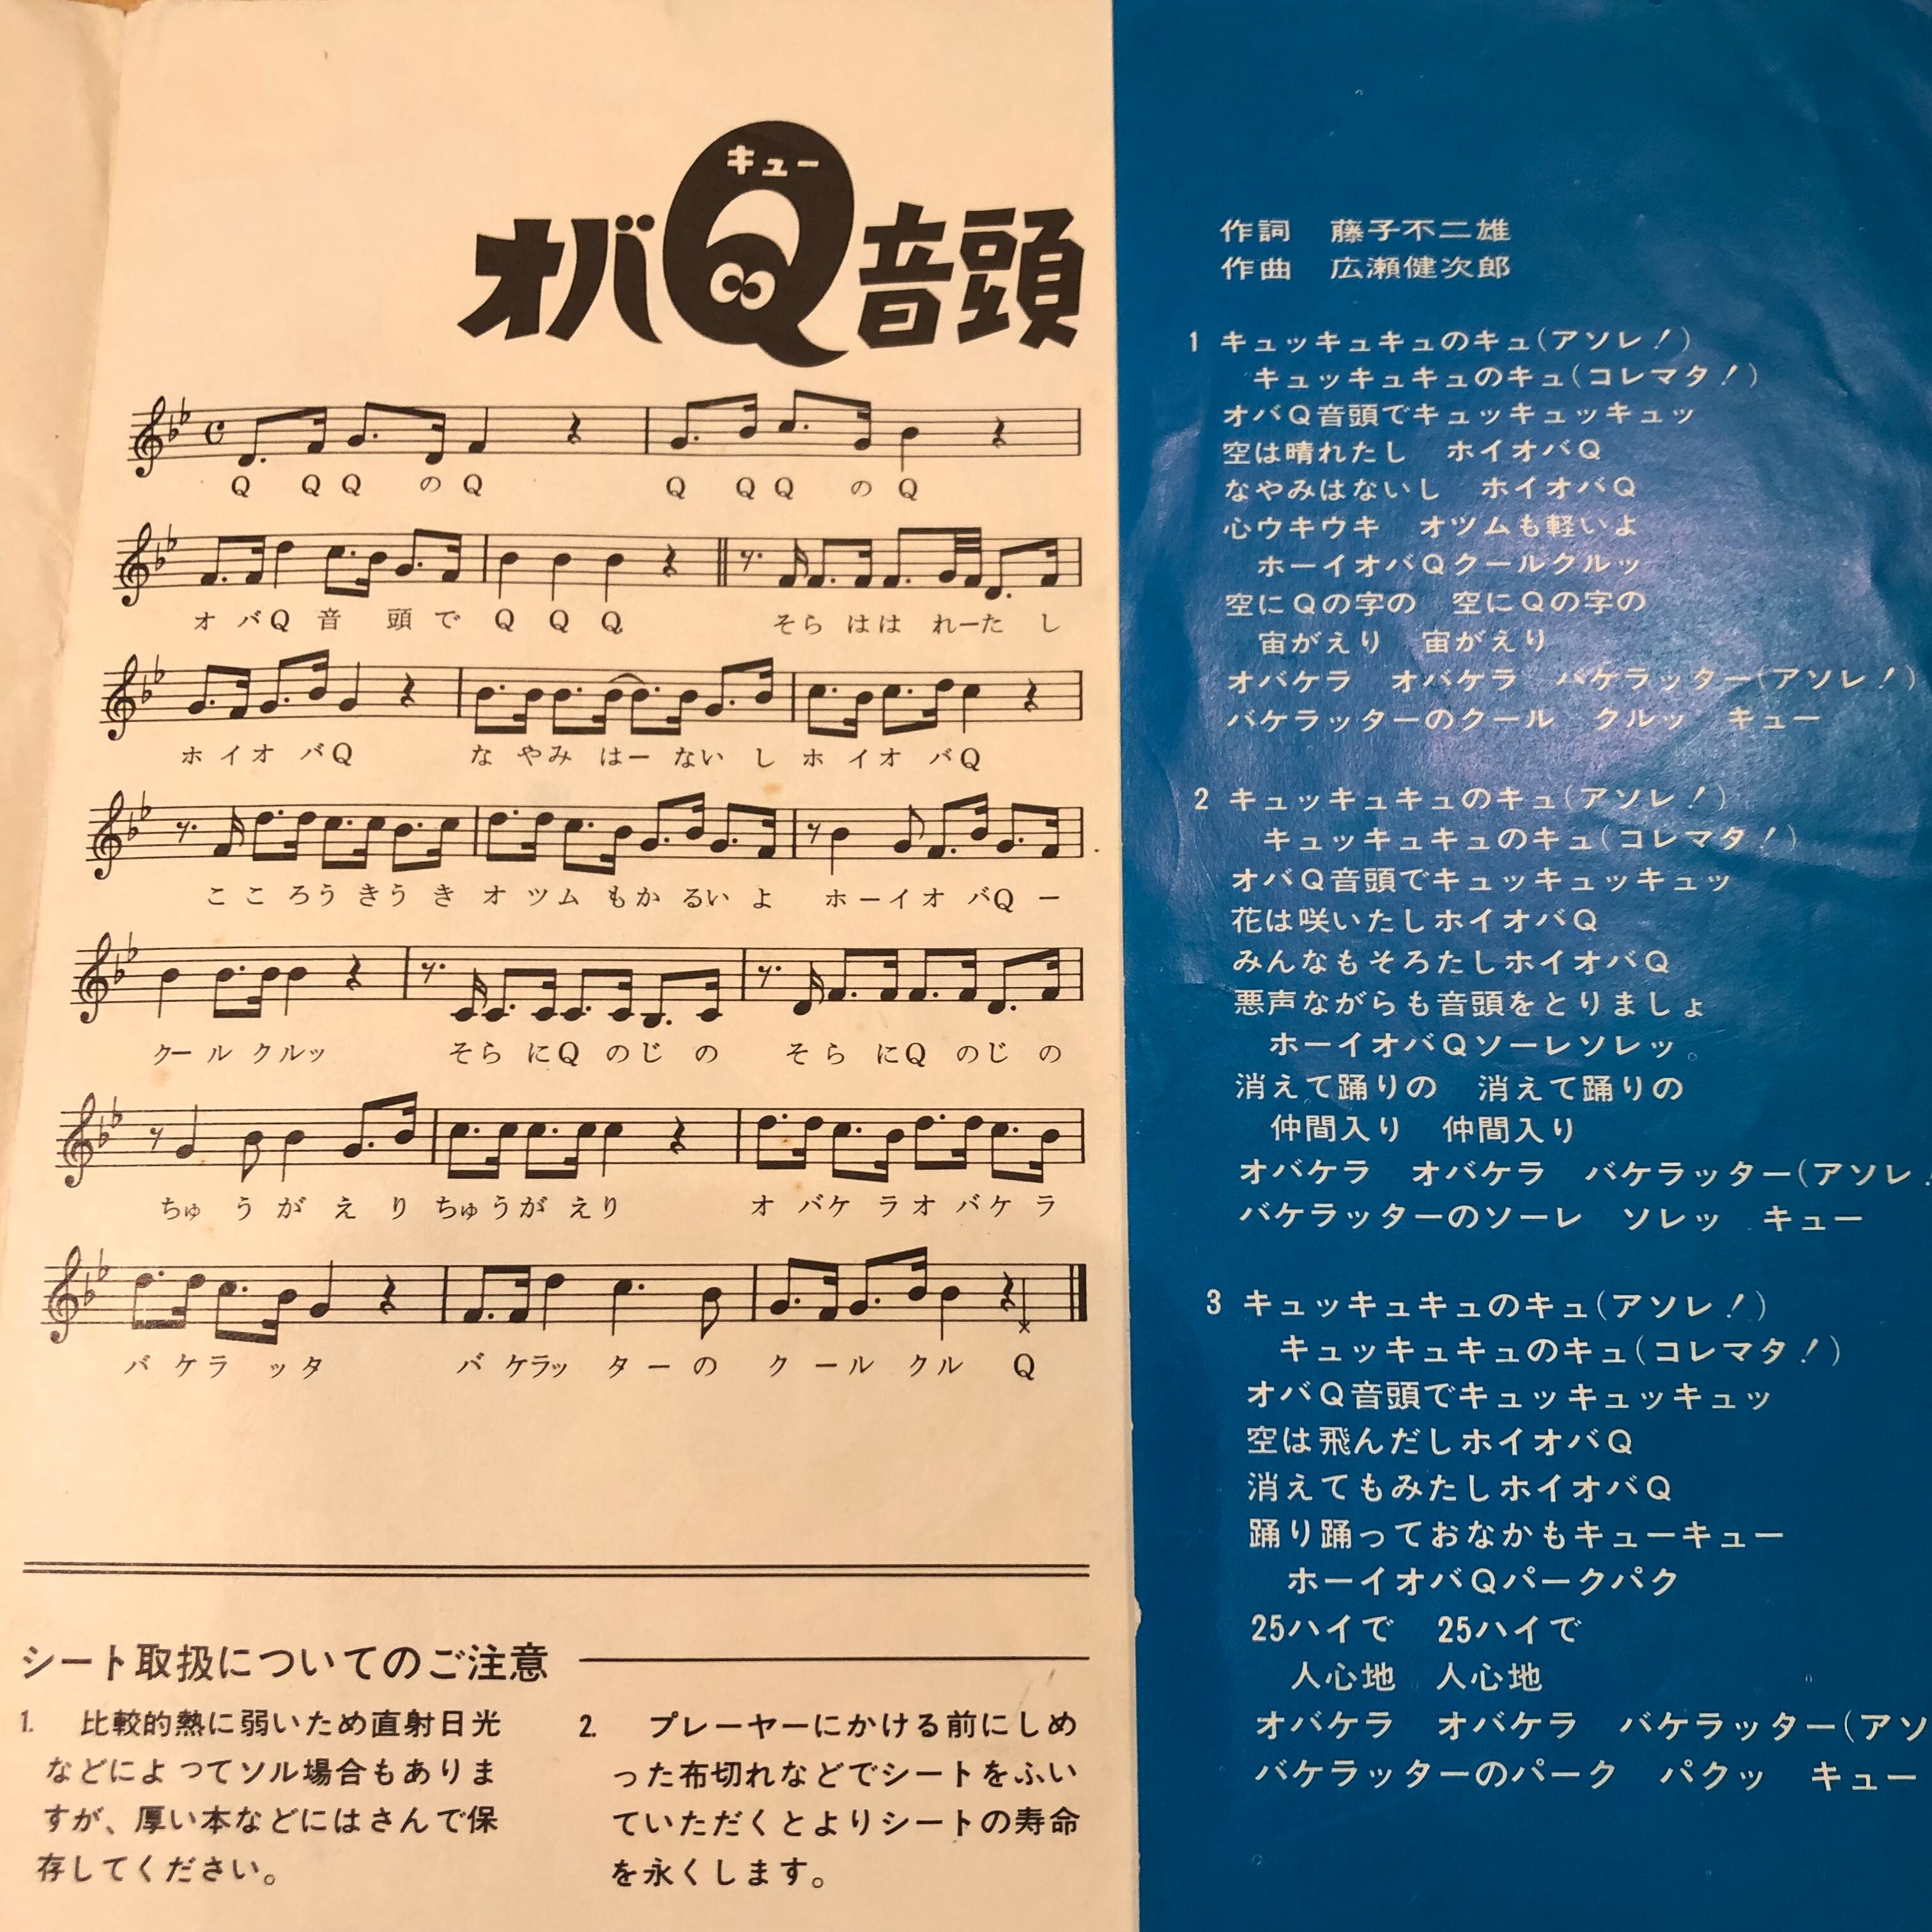 キュー
オバQ音頭
Q Q Q の Q Q Q Q の Q
オ バQ 音 頭 で Q Q Q そら はは れーた し
ホ イ オ バQ な やみ はー ない し ホ イ オ バQ
こ こ ろう きう き オ ツ ム もか るい よ ホ ー イ オ バQ ー
クー ル クルッ そら にQ のじ の そ ら にQ のじ の
ちゅ う が え り ちゅ うが えり オ バケ ラ オ バケ ラ
バ ケ ラ ッ タ バ ケラッ タ ー の ク ー ル ク ル Q
シート取扱についてのご注意
1. 比較的熱に弱いため直射日光
などによってソル場合もありま
すが、厚い本などにはさんで保
存してください。
2. プレーヤーにかける前にしめ
った布切れなどでシートをふい
ていただくとよりシートの寿命
を永くします。
作詞 藤子不二雄
作曲 広瀬健次郎
1 キュッキュキュのキュ(アソレ!)
キュッキュキュのキュ(コレマタ!)
オバQ音頭でキュッキュッキュッ
空は晴れたし ホイオバQ
なやみはないし ホイオバQ
心ウキウキ オツムも軽いよ
ホーイオバQクールクルッ
空にQの字の 空にQの字の
宙がえり 宙がえり
オバケラ オバケラ バケラッター(アソレ!)
バケラッターのクール クルッ キュー
2 キュッキュキュのキュ(アソレ!)
キュッキュキュのキュ(コレマタ!)
オバQ音頭でキュッキュッキュッ
花は咲いたしホイオバQ
みんなもそろたしホイオバQ
悪声ながらも音頭をとりましょ
ホーイオバQソーレソレッ。
消えて踊りの 消えて踊りの
仲間入り 仲間入り
オバケラ オバケラ バケラッター(アソレ!
バケラッターのソーレ ソレッ キュー
3 キュッキュキュのキュ(アソレ!)
キュッキュキュのキュ(コレマタ!)
オバQ音頭でキュッキュッキュッ
空は飛んだしホイオバQ
消えてもみたしホイオバQ
踊り踊っておなかもキューキュー
ホーイオバQパークパク
25ハイで 25ハイで
人心地 人心地
オバケラ オバケラ バケラッター(アソ
バケラッターのパーク パクッ キュー